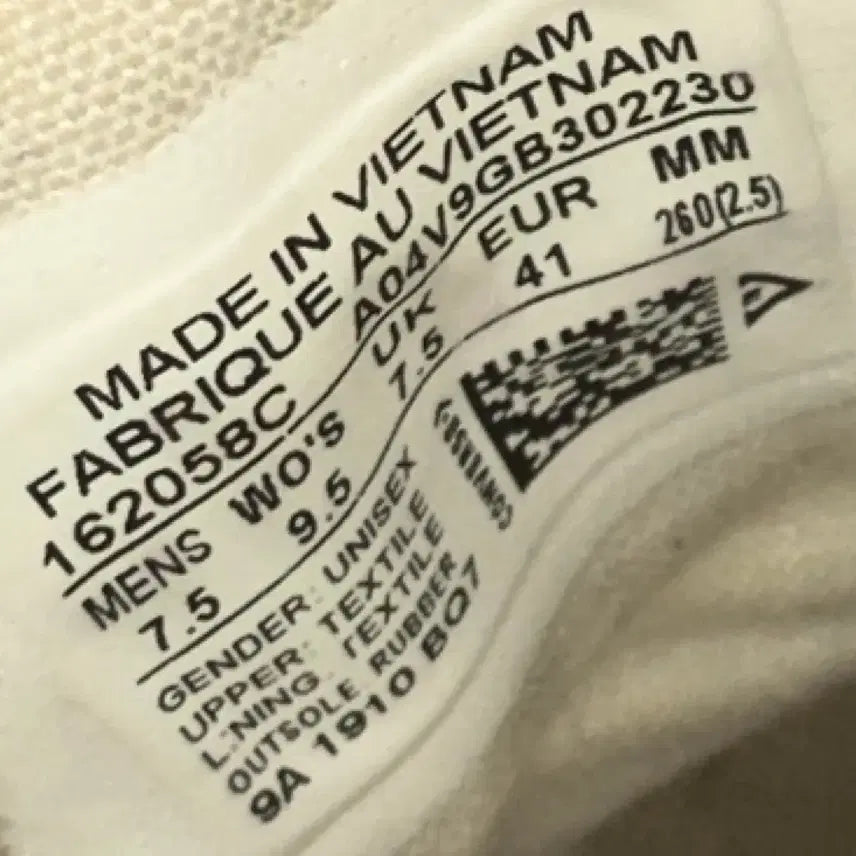 MADE IN VIETNAM
FABRIQUE AU VIETNAM
162058C A04V9GB302230
MENS WO'S UK EUR MM
7.5 9.5 7.5 41 260(2.5)
GENDER: UNISEX
UPPER: TEXTILE
LINING: TEXTILE
OUTSOLE RUBBER
9A 1910 BQ7